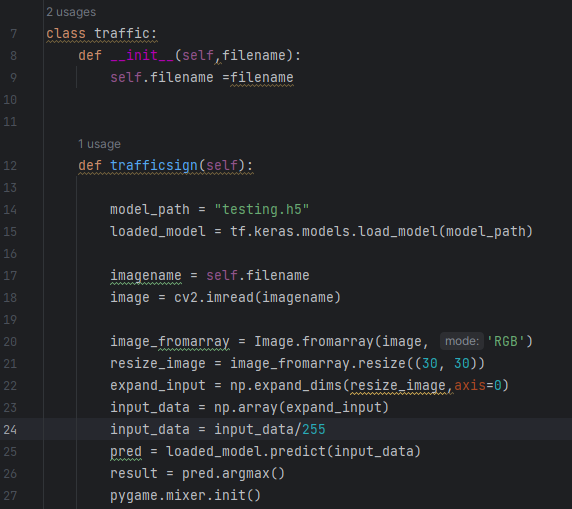 2 usages
7 class traffic:
8 def __init__(self,filename):
9 self.filename =filename
10
11
1 usage
12 def trafficsign(self):
13
14 model_path = "testing.h5"
15 loaded_model = tf.keras.models.load_model(model_path)
16
17 imagename = self.filename
18 image = cv2.imread(imagename)
19
20 image_fromarray = Image.fromarray(image, mode: 'RGB')
21 resize_image = image_fromarray.resize((30, 30))
22 expand_input = np.expand_dims(resize_image,axis=0)
23 input_data = np.array(expand_input)
24 input_data = input_data/255
25 pred = loaded_model.predict(input_data)
26 result = pred.argmax()
27 pygame.mixer.init()